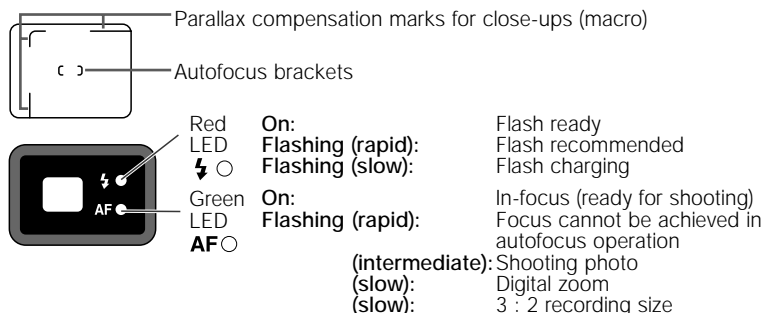 Parallax compensation marks for close-ups (macro)
Autofocus brackets
Red On: Flash ready
LED Flashing (rapid): Flash recommended
Flashing (slow): Flash charging
Green On: In-focus (ready for shooting)
LED Flashing (rapid): Focus cannot be achieved in
AF autofocus operation
AF
(intermediate): Shooting photo
(slow): Digital zoom
(slow): 3 : 2 recording size